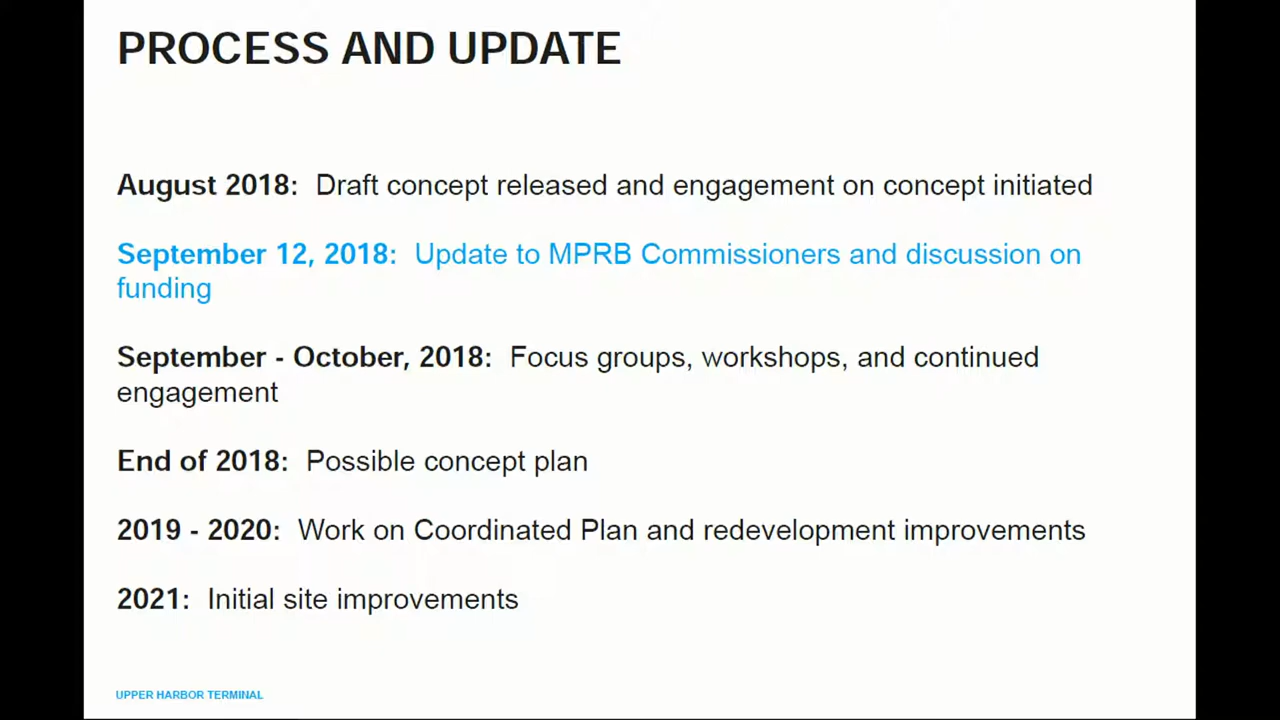 PROCESS AND UPDATE
August 2018: Draft concept released and engagement on concept initiated
September 12, 2018: Update to MPRB Commissioners and discussion on
funding
September - October, 2018: Focus groups, workshops, and continued
engagement
End of 2018: Possible concept plan
2019 - 2020: Work on Coordinated Plan and redevelopment improvements
2021: Initial site improvements
UPPER HARBOR TERMINAL